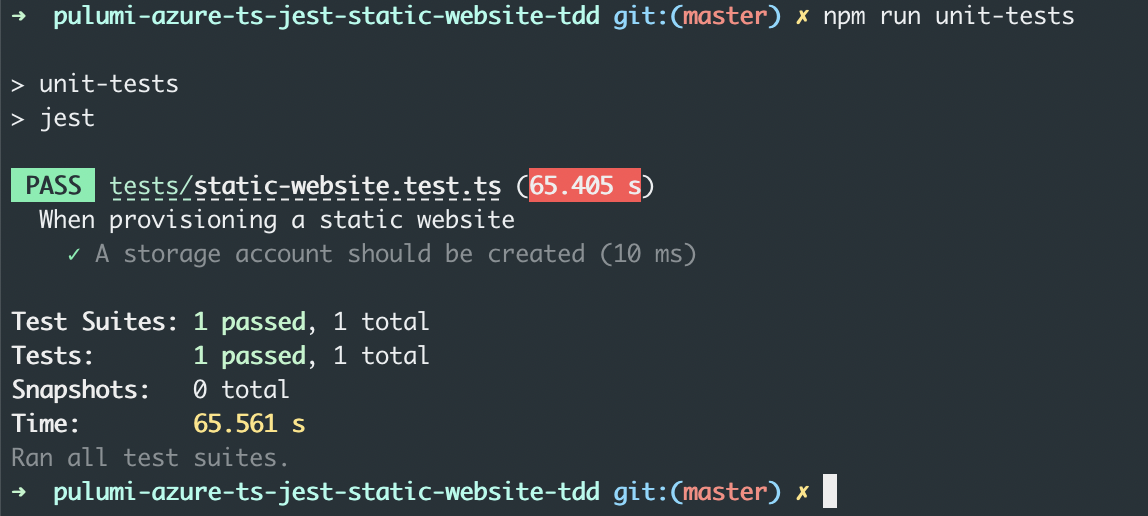 ➜  pulumi-azure-ts-jest-static-website-tdd git:(master) ✗ npm run unit-tests
> unit-tests
> jest
PASS  tests/static-website.test.ts (65.405 s)
When provisioning a static website
✓ A storage account should be created (10 ms)
Test Suites: 1 passed, 1 total
Tests:       1 passed, 1 total
Snapshots:   0 total
Time:        65.561 s
Ran all test suites.
➜  pulumi-azure-ts-jest-static-website-tdd git:(master) ✗